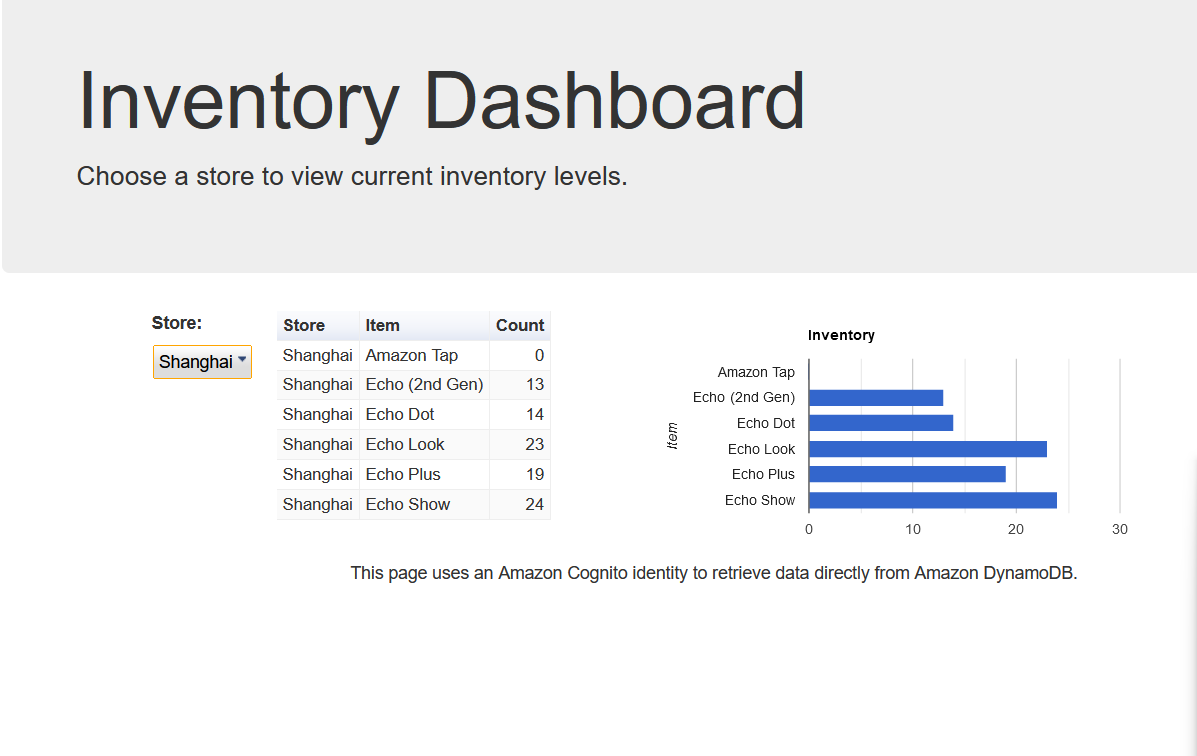 Inventory Dashboard
Choose a store to view current inventory levels.
Store:
Shanghai
Store Item Count
Shanghai Amazon Tap 0
Shanghai Echo (2nd Gen) 13
Shanghai Echo Dot 14
Shanghai Echo Look 23
Shanghai Echo Plus 19
Shanghai Echo Show 24
Inventory
Item
Amazon Tap
Echo (2nd Gen)
Echo Dot
Echo Look
Echo Plus
Echo Show
0 10 20 30
This page uses an Amazon Cognito identity to retrieve data directly from Amazon DynamoDB.